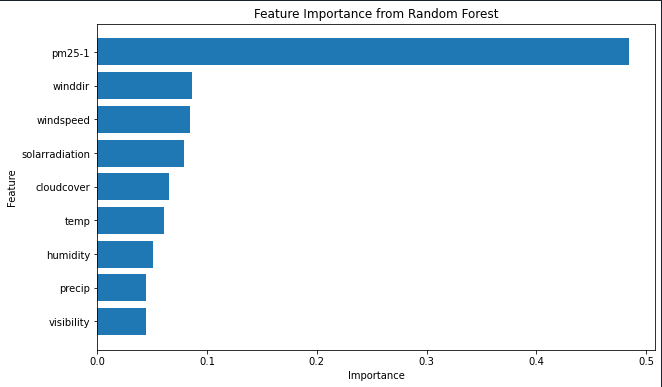 Feature Importance from Random Forest
Feature
pm25-1
winddir
windspeed
solarradiation
cloudcover
temp
humidity
precip
visibility
0.0 0.1 0.2 0.3 0.4 0.5
Importance